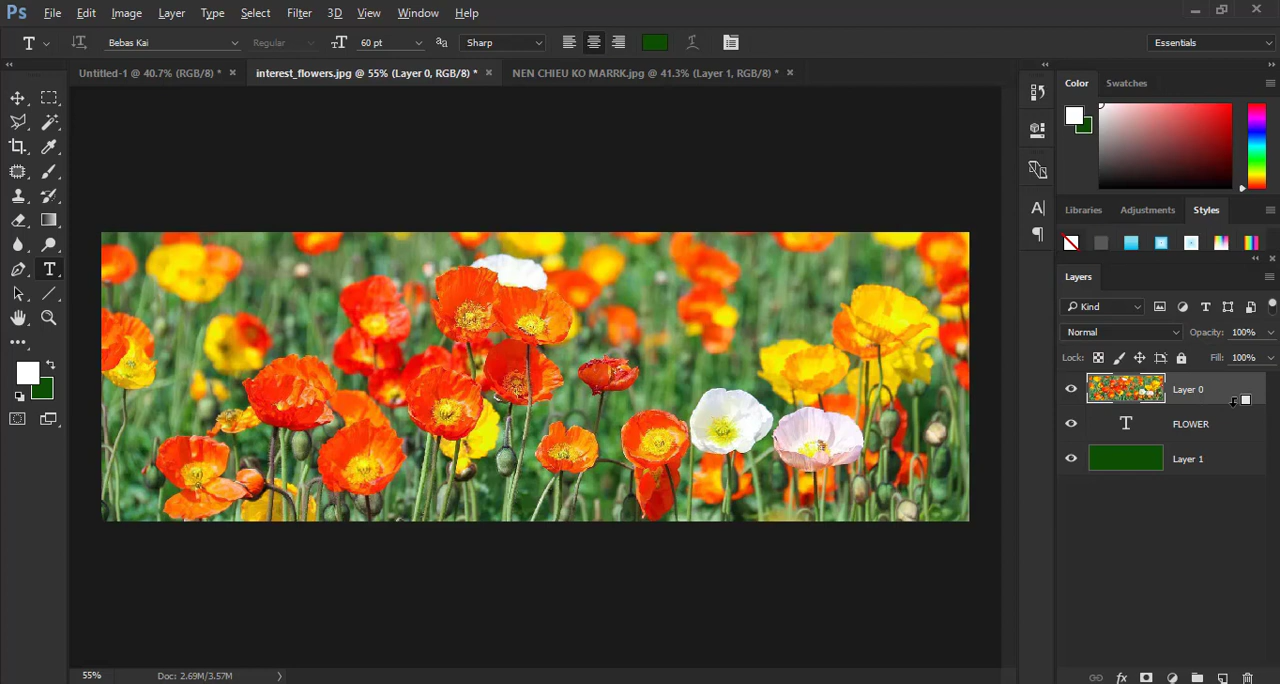 Ps File Edit Image Layer Type Select Filter 3D View Window Help
T Bebas Kai Regular 60 pt aa Sharp Essentials
Untitled-1 @ 40.7% (RGB/8) * × interest_flowers.jpg @ 55% (Layer 0, RGB/8) * × NEN CHIEU KO MARRK.jpg @ 41.3% (Layer 1, RGB/8) * ×
Color Swatches
Libraries Adjustments Styles
Layers
Kind
Normal Opacity: 100%
Lock: Fill: 100%
Layer 0
T FLOWER
Layer 1
55% Doc: 2.69M/3.57M
fx